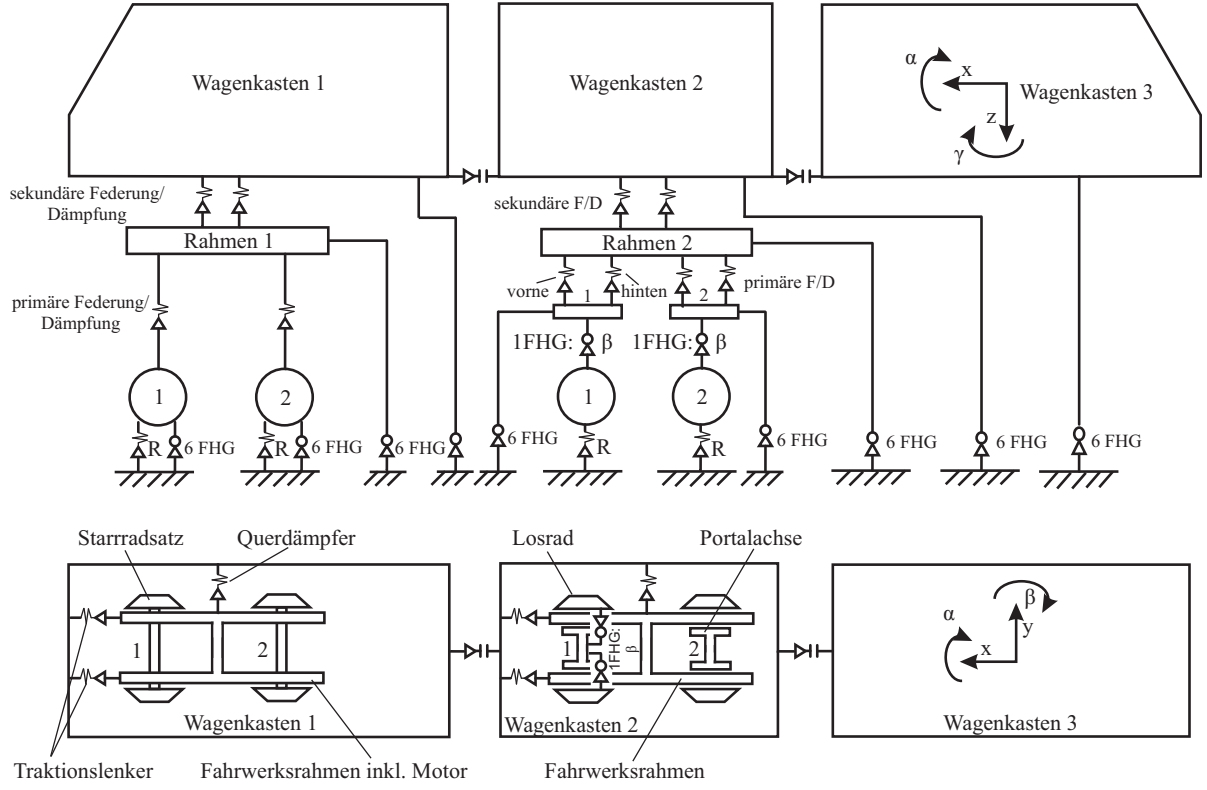 Wagenkasten 1
Wagenkasten 2
Wagenkasten 3
α
x
z
γ
sekundäre Federung/
Dämpfung
sekundäre F/D
Rahmen 1
Rahmen 2
primäre Federung/
Dämpfung
vorne
1
hinten
2
primäre F/D
1FHG:
β
1FHG:
β
1
2
1
2
R
6 FHG
R
6 FHG
6 FHG
6 FHG
R
R
6 FHG
6 FHG
6 FHG
6 FHG
Starrradsatz
Querdämpfer
Losrad
Portalachse
1
2
1
1FHG:
β
2
α
β
y
x
Wagenkasten 1
Wagenkasten 2
Wagenkasten 3
Traktionslenker
Fahrwerksrahmen inkl. Motor
Fahrwerksrahmen